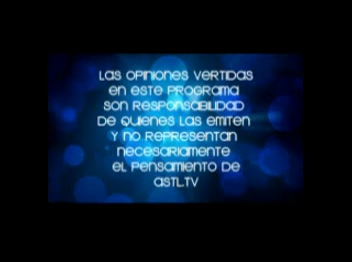 LAS OPINIONES VERTIDAS
EN ESTE PROGRAMA
SON RESPONSABILIDAD
DE QUIENES LAS EMITEN
Y NO REPRESENTAN
NECESARIAMENTE
EL PENSAMIENTO DE
ASTL.TV